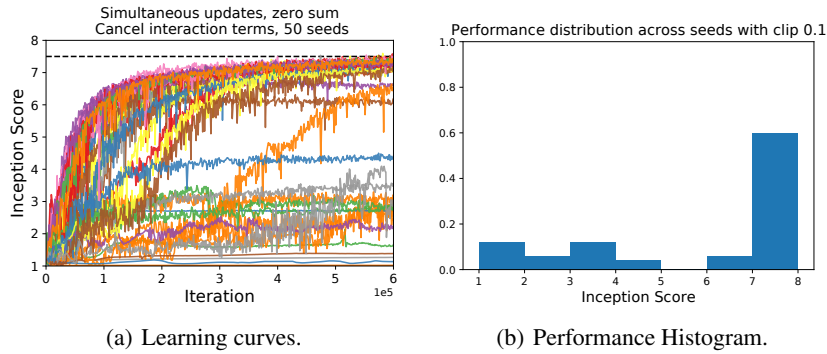 Simultaneous updates, zero sum
Cancel interaction terms, 50 seeds
8
7
6
5
4
3
2
1
Inception Score
0 1 2 3 4 5 6
1e5
Iteration
(a) Learning curves.
Performance distribution across seeds with clip 0.1
1.0
0.8
0.6
0.4
0.2
0.0
1 2 3 4 5 6 7 8
Inception Score
(b) Performance Histogram.